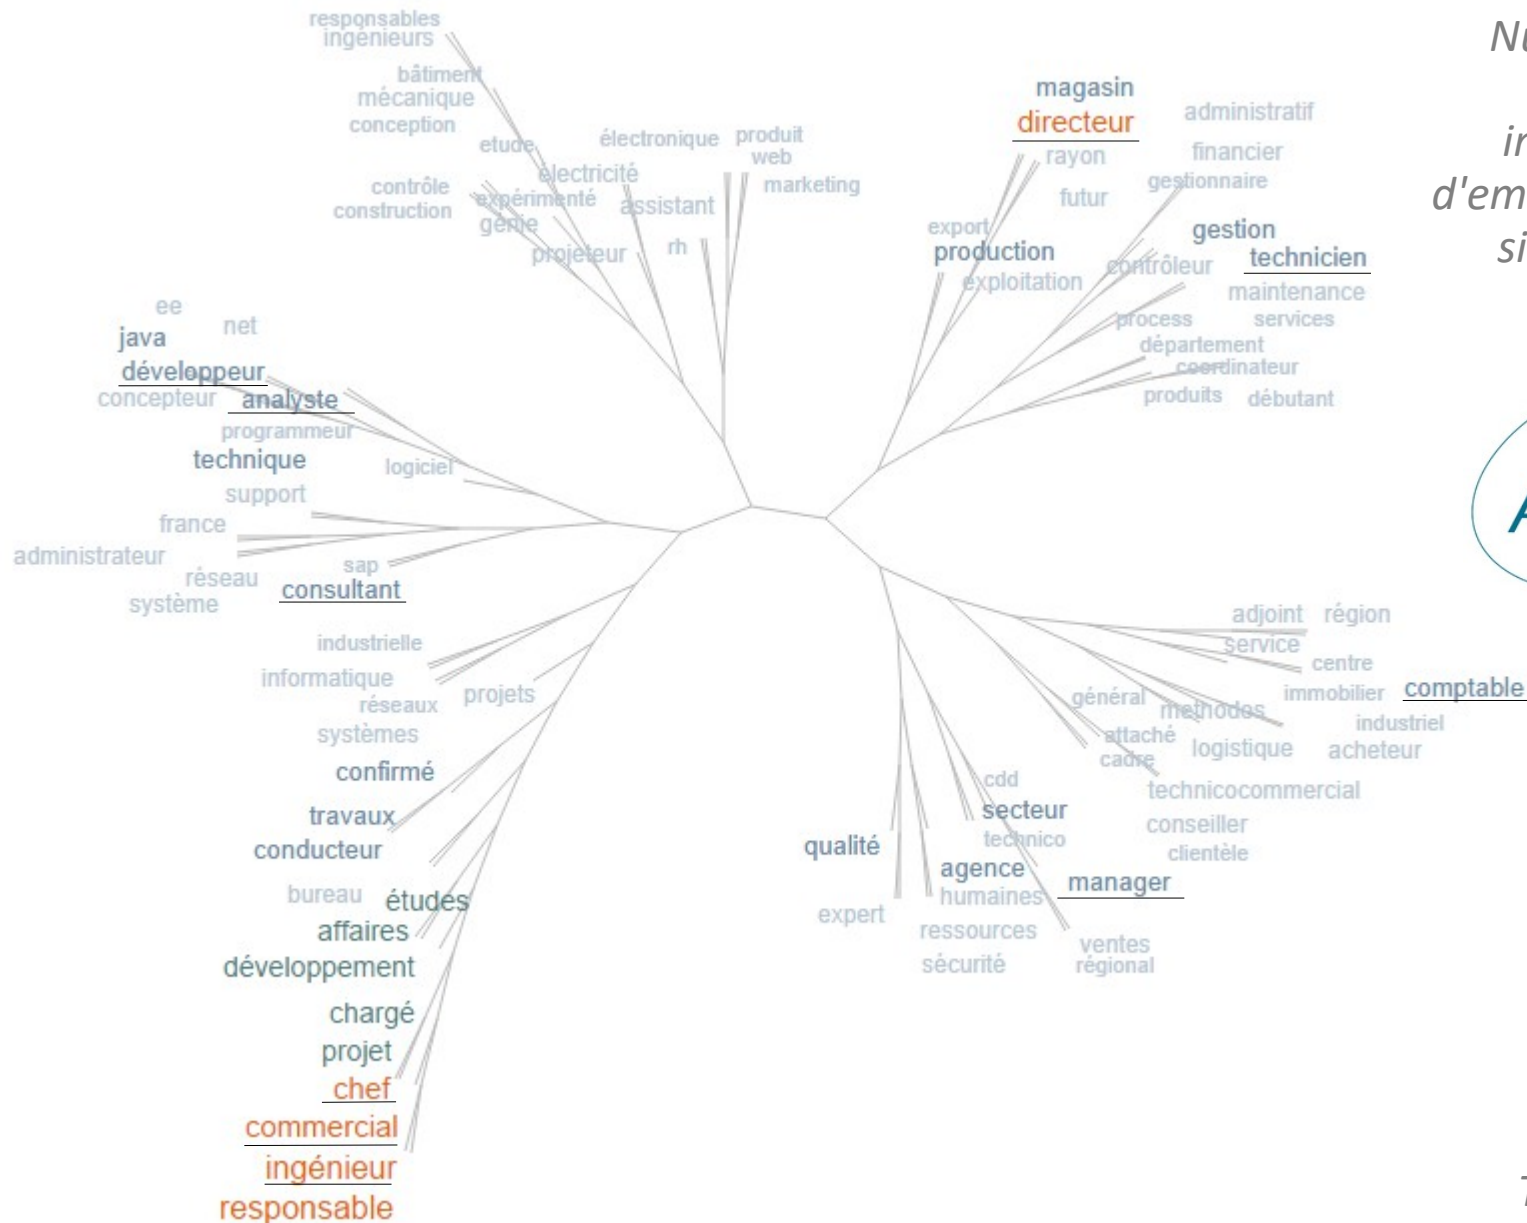 responsables
ingénieurs
bâtiment
mécanique
conception
etude
électronique
produit
web
marketing
électricité
contrôle
expérimenté
construction
génie
assistant
projeteur
rh
magasin
directeur
rayon
futur
administratif
financier
gestionnaire
export
production
exploitation
gestion
technicien
contrôleur
maintenance
process
services
département
coordinateur
produits
débutant
ee
net
java
développeur
concepteur
analyste
programmeur
technique
logiciel
support
france
administrateur
réseau
sap
système
consultant
industrielle
informatique
réseaux
projets
systèmes
confirmé
travaux
conducteur
bureau
études
affaires
développement
chargé
projet
chef
commercial
ingénieur
responsable
adjoint
région
service
centre
immobilier
comptable
général
méthodes
industriel
attaché
logistique
acheteur
cadre
technicocommercial
conseiller
clientèle
cdd
secteur
technico
qualité
agence
manager
humaines
expert
ressources
sécurité
ventes
régional